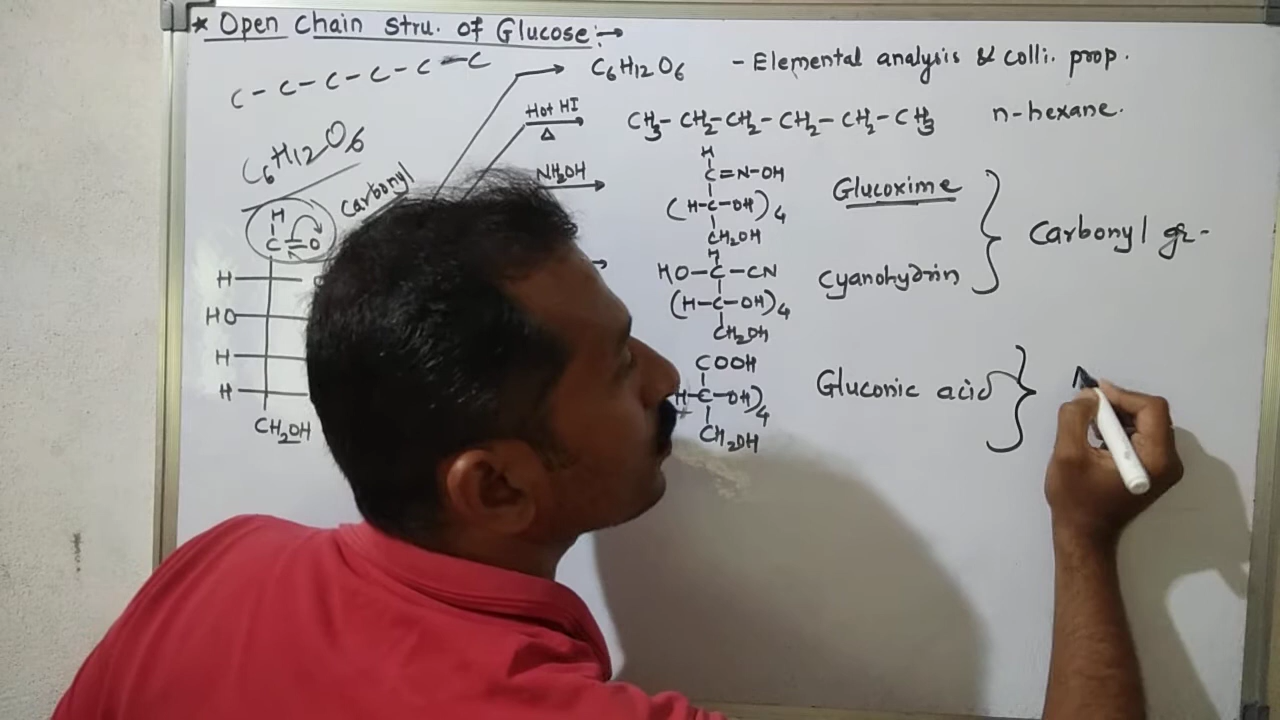 * Open Chain Stru. of Glucose:→
C - C - C - C - C - C
C6H12O6 - Elemental analysis & colli. prop.
Hot HI
Δ
CH3- CH2-CH2- CH2- CH2- CH3 n-hexane.
C6H12O6
Carbonyl
NH2OH
H
C=N-OH
(H-C-OH)4
CH2OH
Glucoxime
H
HO-C-CN
(H-C-OH)4
CH2OH
Cyanohydrin
Carbonyl gr.
H
C=O
H
HO
H
H
CH2OH
COOH
H-C-OH)4
CH2OH
Gluconic acid